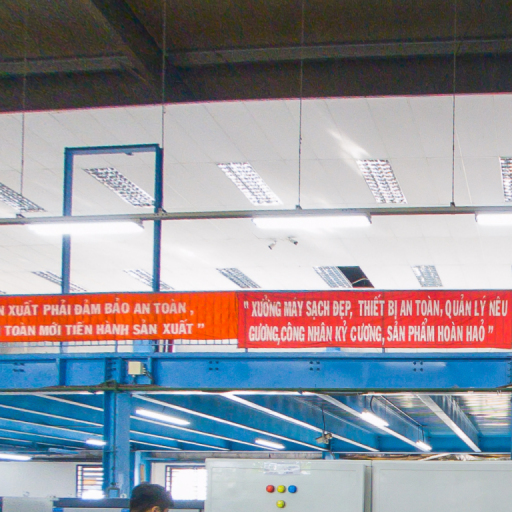 XUẤT PHẢI ĐẢM BẢO AN TOÀN,
TOÀN MỚI TIẾN HÀNH SẢN XUẤT"
"XƯỞNG MÁY SẠCH ĐẸP, THIẾT BỊ AN TOÀN, QUẢN LÝ NÊU
GƯƠNG, CÔNG NHÂN KỶ CƯƠNG, SẢN PHẨM HOÀN HẢO"